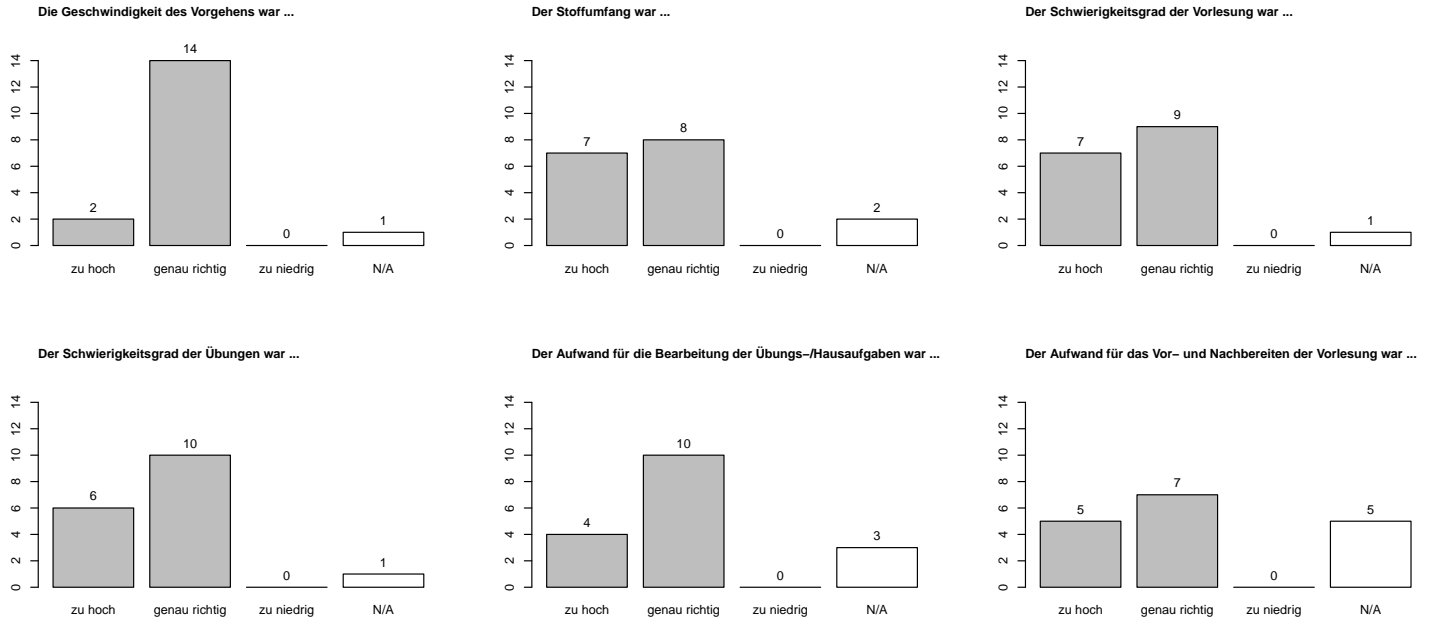 Die Geschwindigkeit des Vorgehens war ...
14
2
0
1
0 2 4 6 8 10 12 14
zu hoch genau richtig zu niedrig N/A
Der Stoffumfang war ...
7
8
0
2
0 2 4 6 8 10 12 14
zu hoch genau richtig zu niedrig N/A
Der Schwierigkeitsgrad der Vorlesung war ...
7
9
0
1
0 2 4 6 8 10 12 14
zu hoch genau richtig zu niedrig N/A
Der Schwierigkeitsgrad der Übungen war ...
6
10
0
1
0 2 4 6 8 10 12 14
zu hoch genau richtig zu niedrig N/A
Der Aufwand für die Bearbeitung der Übungs−/Hausaufgaben war ...
4
10
0
3
0 2 4 6 8 10 12 14
zu hoch genau richtig zu niedrig N/A
Der Aufwand für das Vor− und Nachbereiten der Vorlesung war ...
5
7
0
5
0 2 4 6 8 10 12 14
zu hoch genau richtig zu niedrig N/A